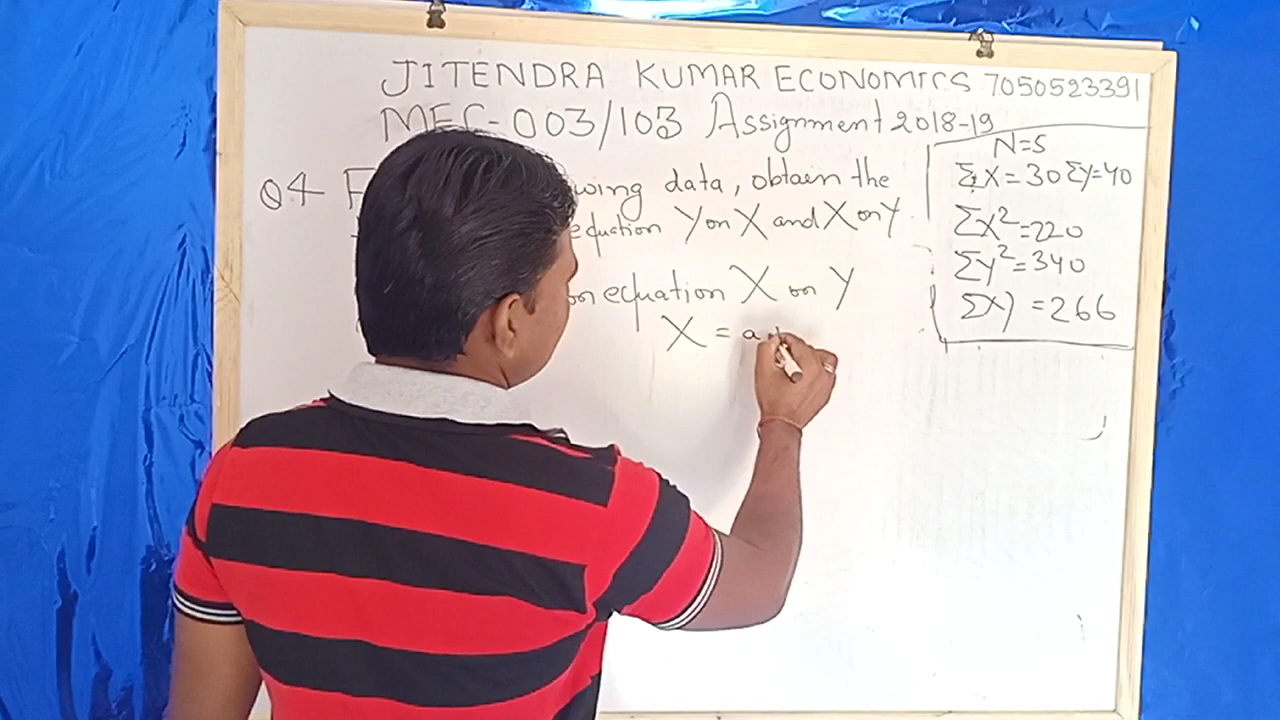 JITENDRA KUMAR ECONOMICS 7050523391
MEC-003/103 Assignment 2018-19
Q4 F wing data, obtain the
equation Y on X and X on Y
on equation X on Y
X = a
N=5
ΣX=30 Σy=40
ΣX²=220
Σy²=340
ΣXy=266